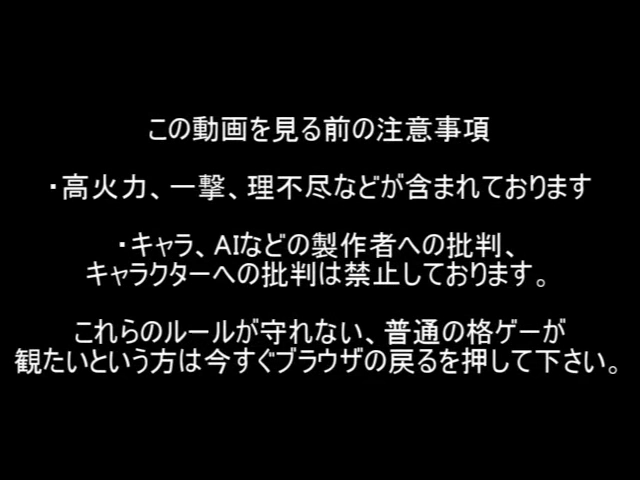 この動画を見る前の注意事項
・高火力、一撃、理不尽などが含まれております
・キャラ、AIなどの製作者への批判、
キャラクターへの批判は禁止しております。
これらのルールが守れない、普通の格ゲーが
観たいという方は今すぐブラウザの戻るを押して下さい。